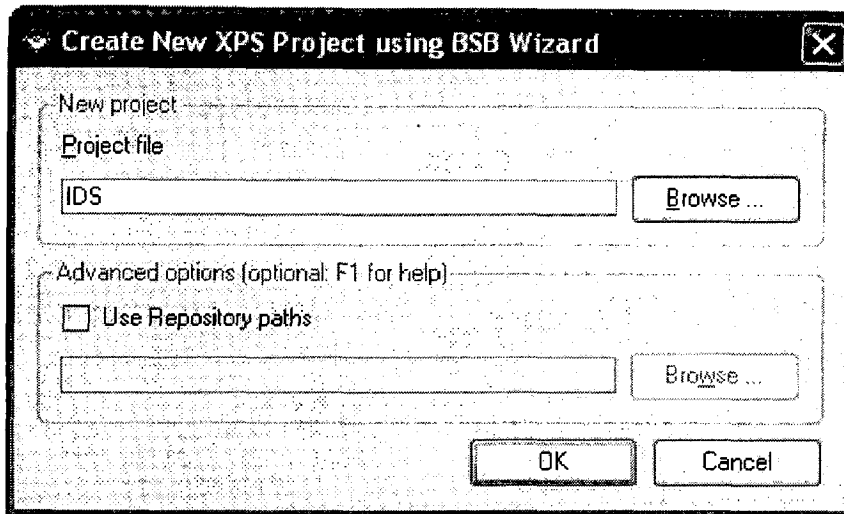 Create New XPS Project using BSB Wizard
New project
Project file
IDS
Browse ...
Advanced options (optional: F1 for help)
Use Repository paths
Browse ...
OK
Cancel